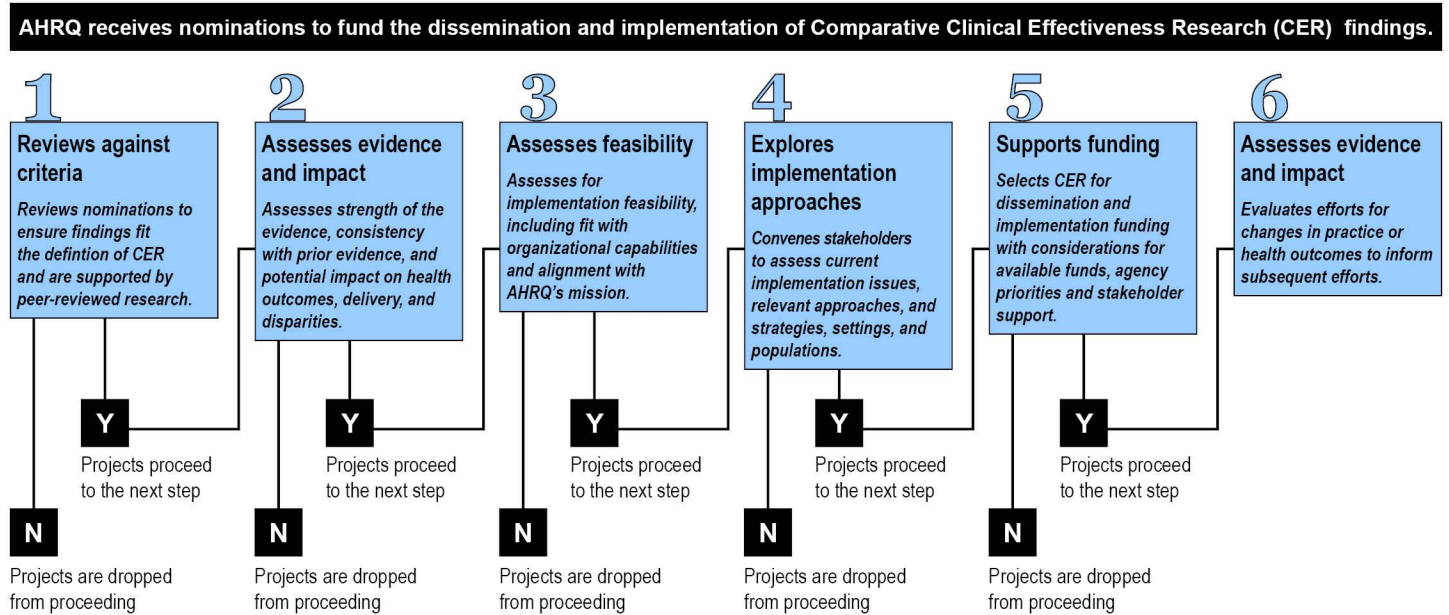 AHRQ receives nominations to fund the dissemination and implementation of Comparative Clinical Effectiveness Research (CER) findings.
1
Reviews against
criteria
Reviews nominations to
ensure findings fit
the defintion of CER
and are supported by
peer-reviewed research.
2
Assesses evidence
and impact
Assesses strength of the
evidence, consistency
with prior evidence, and
potential impact on health
outcomes, delivery, and
disparities.
3
Assesses feasibility
Assesses for
implementation feasibility,
including fit with
organizational capabilities
and alignment with
AHRQ's mission.
4
Explores
implementation
approaches
Convenes stakeholders
to assess current
implementation issues,
relevant approaches, and
strategies, settings, and
populations.
5
Supports funding
Selects CER for
dissemination and
implementation funding
with considerations for
available funds, agency
priorities and stakeholder
support.
6
Assesses evidence
and impact
Evaluates efforts for
changes in practice or
health outcomes to inform
subsequent efforts.
Y
Projects proceed
to the next step
Y
Projects proceed
to the next step
Y
Projects proceed
to the next step
Y
Projects proceed
to the next step
Y
Projects proceed
to the next step
N
Projects are dropped
from proceeding
N
Projects are dropped
from proceeding
N
Projects are dropped
from proceeding
N
Projects are dropped
from proceeding
N
Projects are dropped
from proceeding